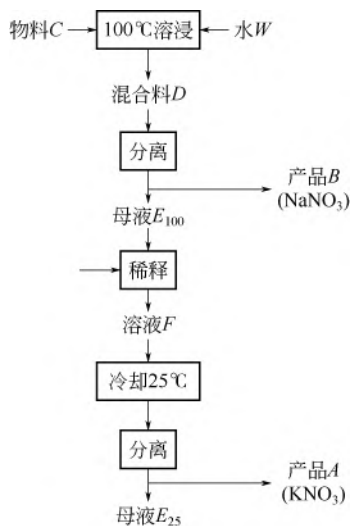 物料C
100℃溶浸
水W
混合料D
分离
产品B
(NaNO₃)
母液E₁₀₀
稀释
溶液F
冷却25℃
分离
产品A
(KNO₃)
母液E₂₅